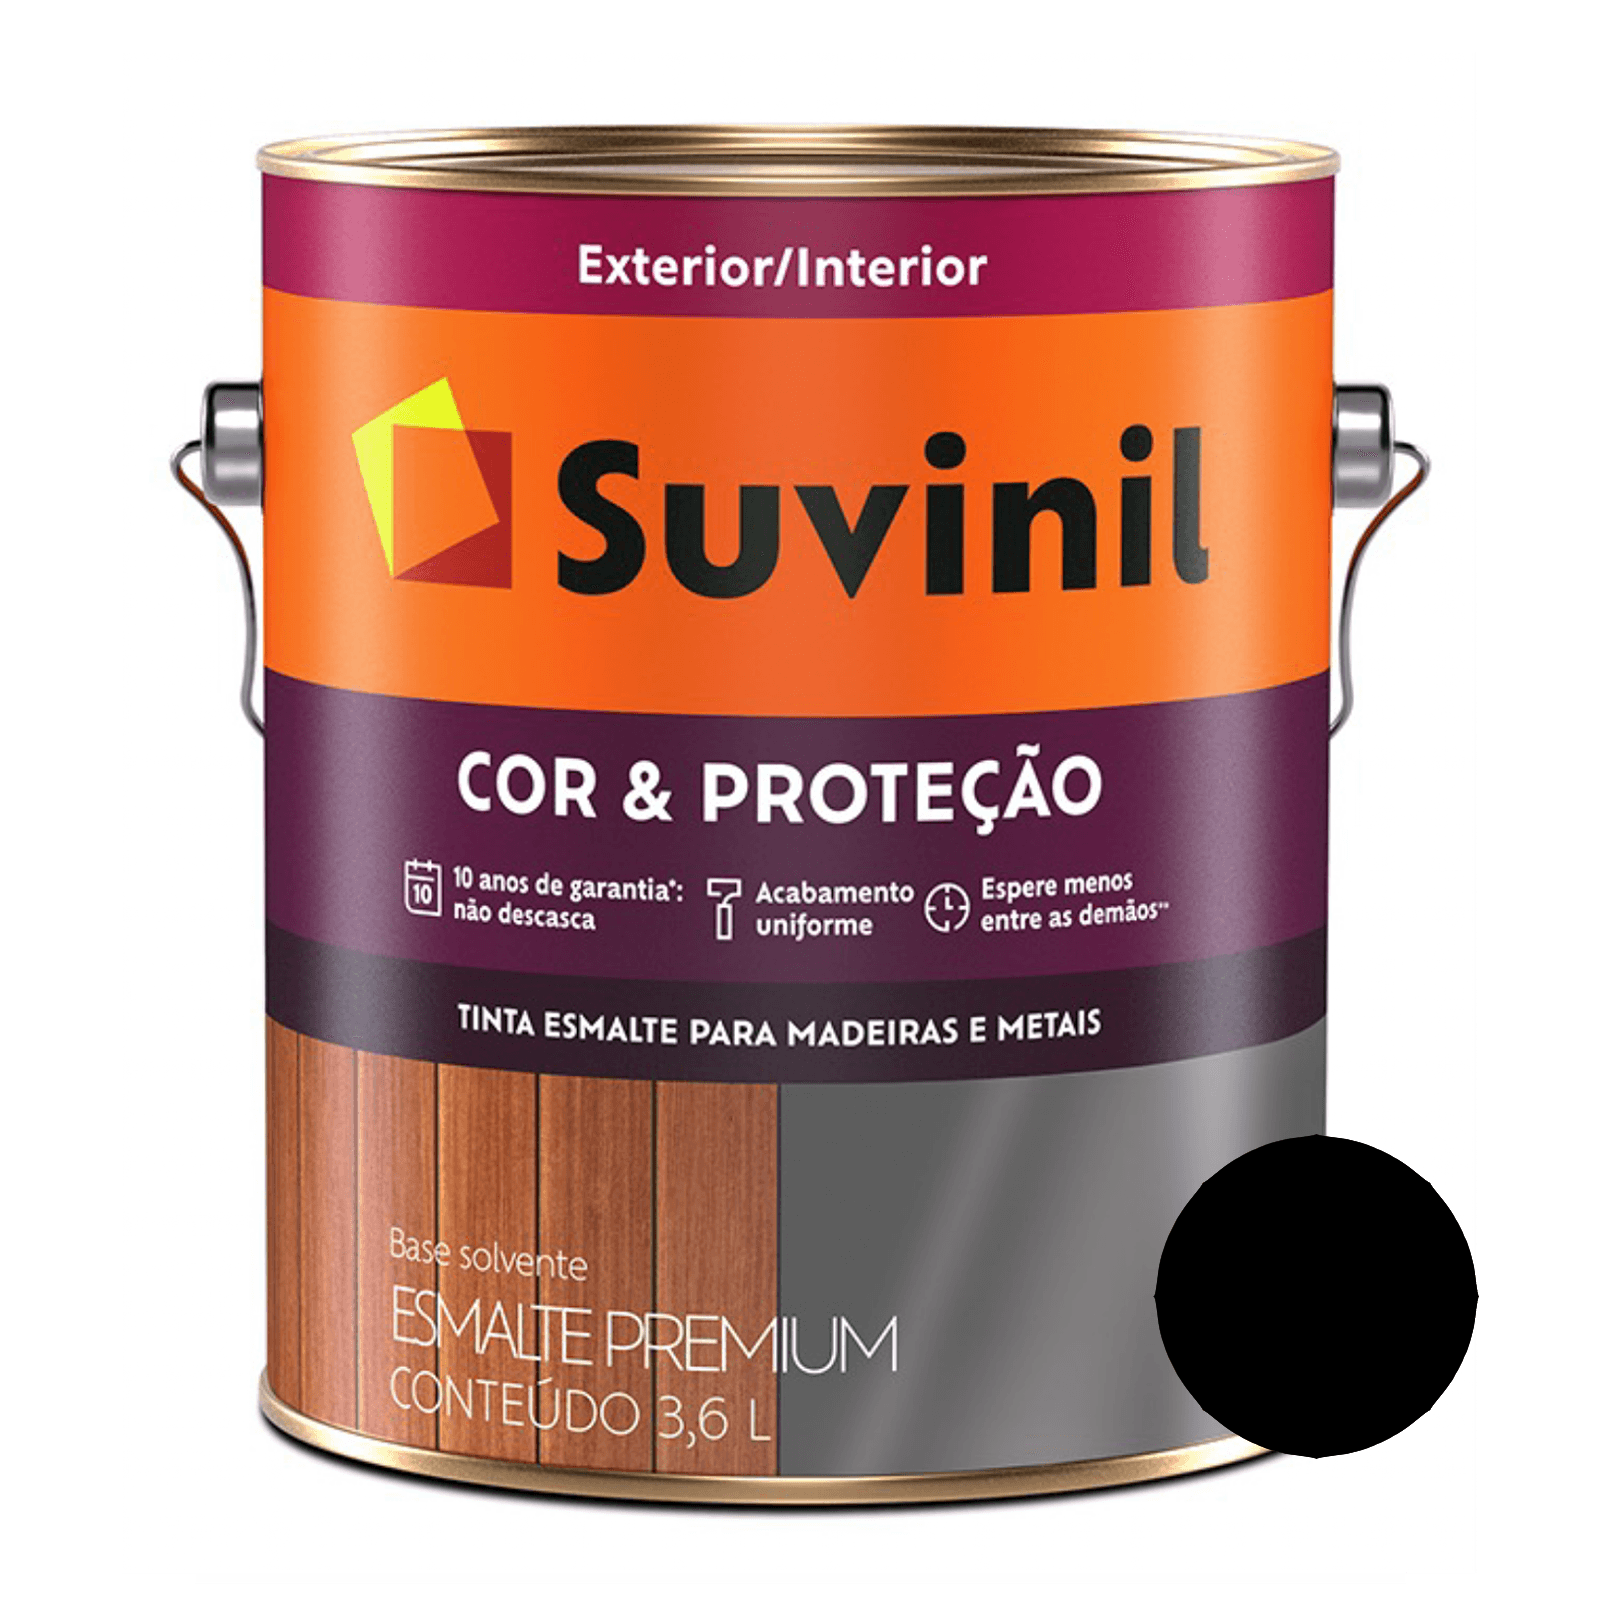 Exterior/Interior
Suvinil
COR & PROTEÇÃO
10
10 anos de garantia*:
não descasca
Acabamento
uniforme
Espere menos
entre as demãos**
TINTA ESMALTE PARA MADEIRAS E METAIS
Base solvente
ESMALTE PREMIUM
CONTEÚDO 3,6 L